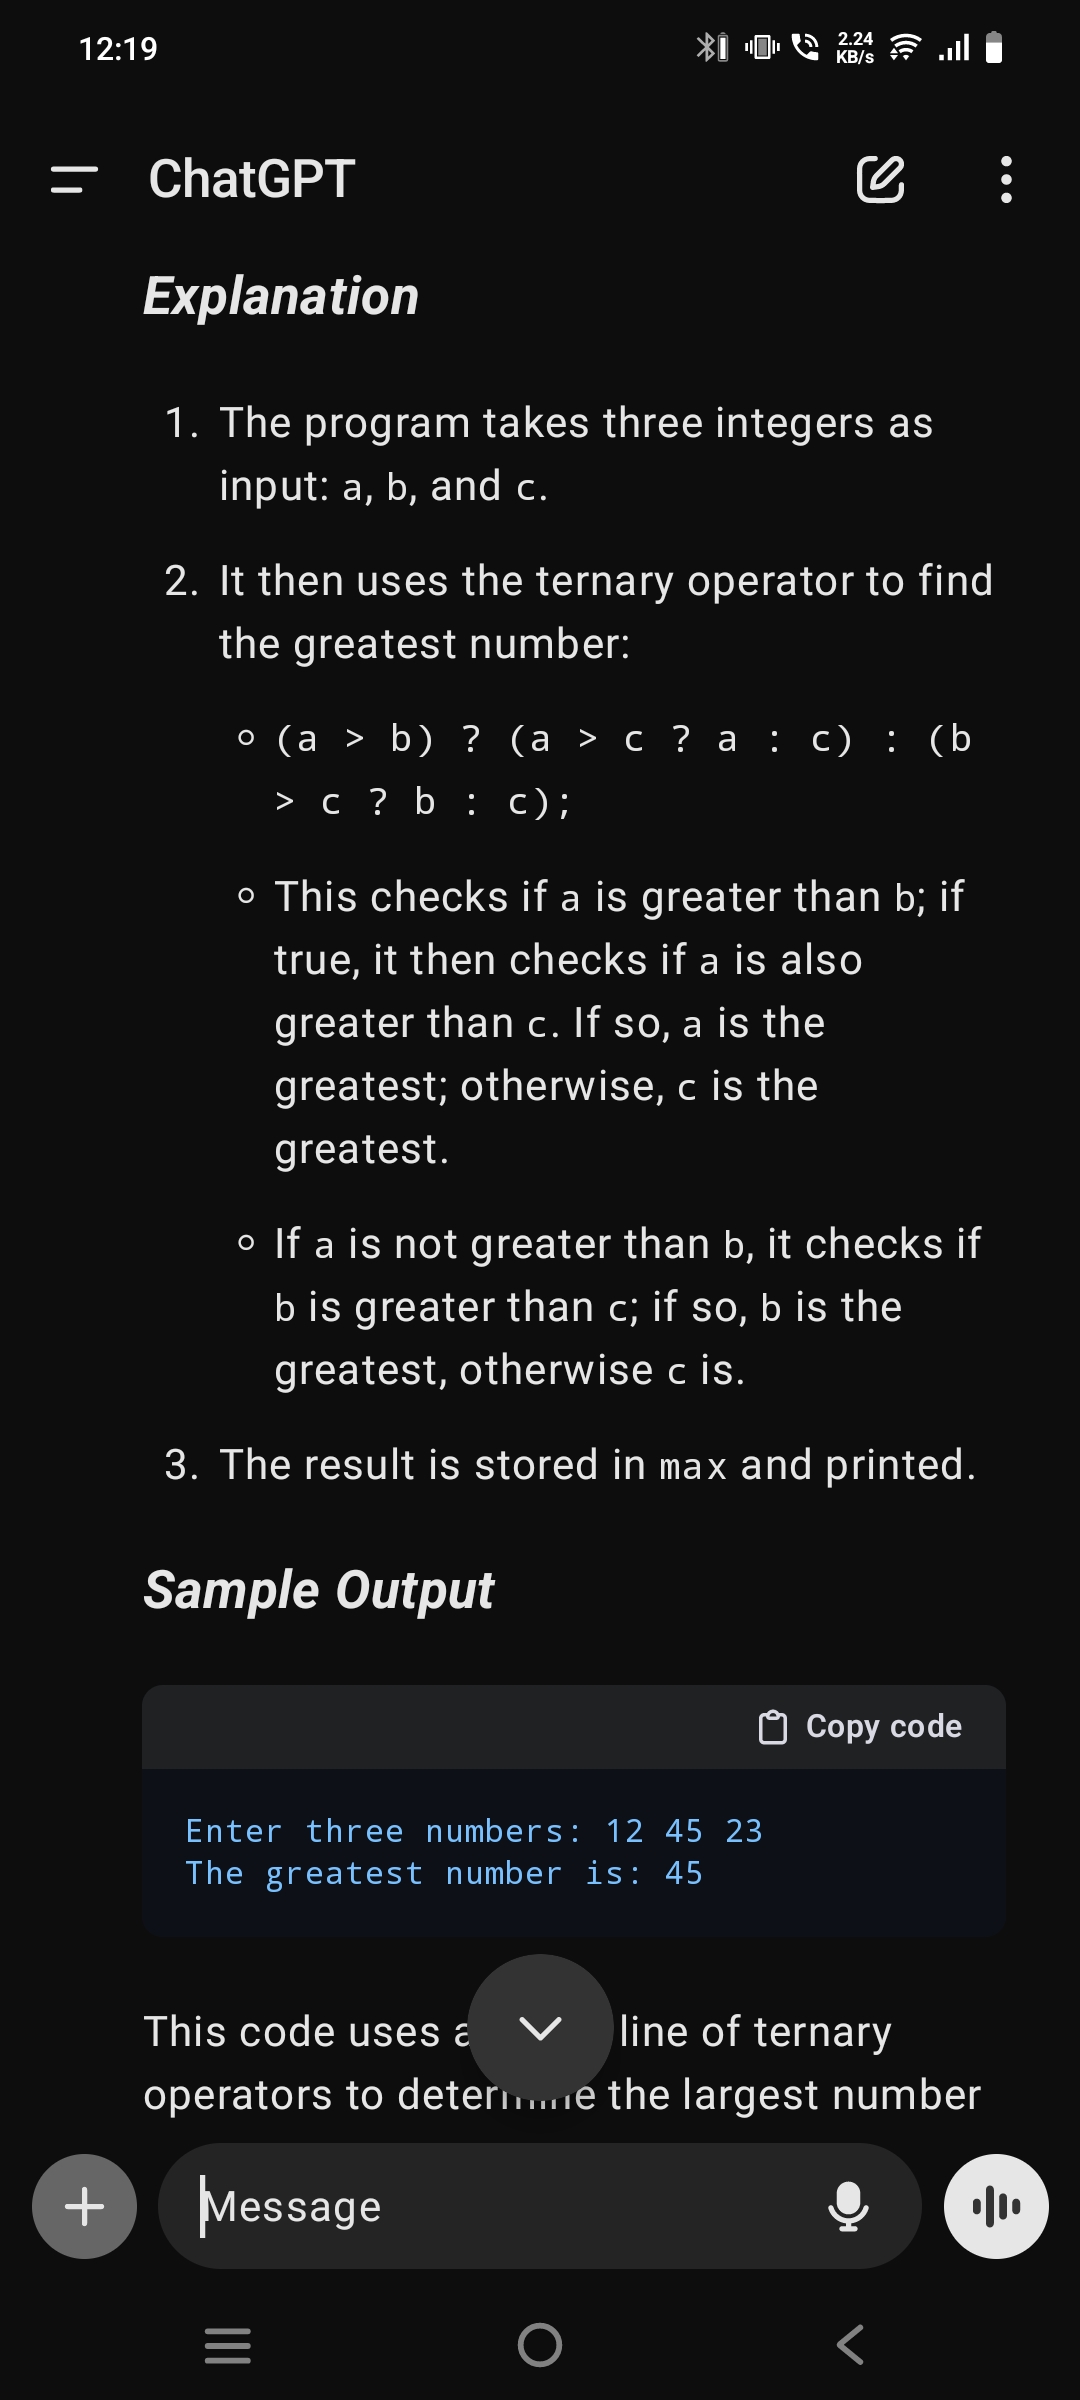 12:19
2.24
KB/s
ChatGPT
Explanation
1. The program takes three integers as
input: a, b, and c.
2. It then uses the ternary operator to find
the greatest number:
(a > b) ? (a > c ? a : c) : (b
> c ? b : c);
This checks if a is greater than b; if
true, it then checks if a is also
greater than c. If so, a is the
greatest; otherwise, c is the
greatest.
If a is not greater than b, it checks if
b is greater than c; if so, b is the
greatest, otherwise c is.
3. The result is stored in max and printed.
Sample Output
Copy code
Enter three numbers: 12 45 23
The greatest number is: 45
This code uses a line of ternary
operators to determine the largest number
Message